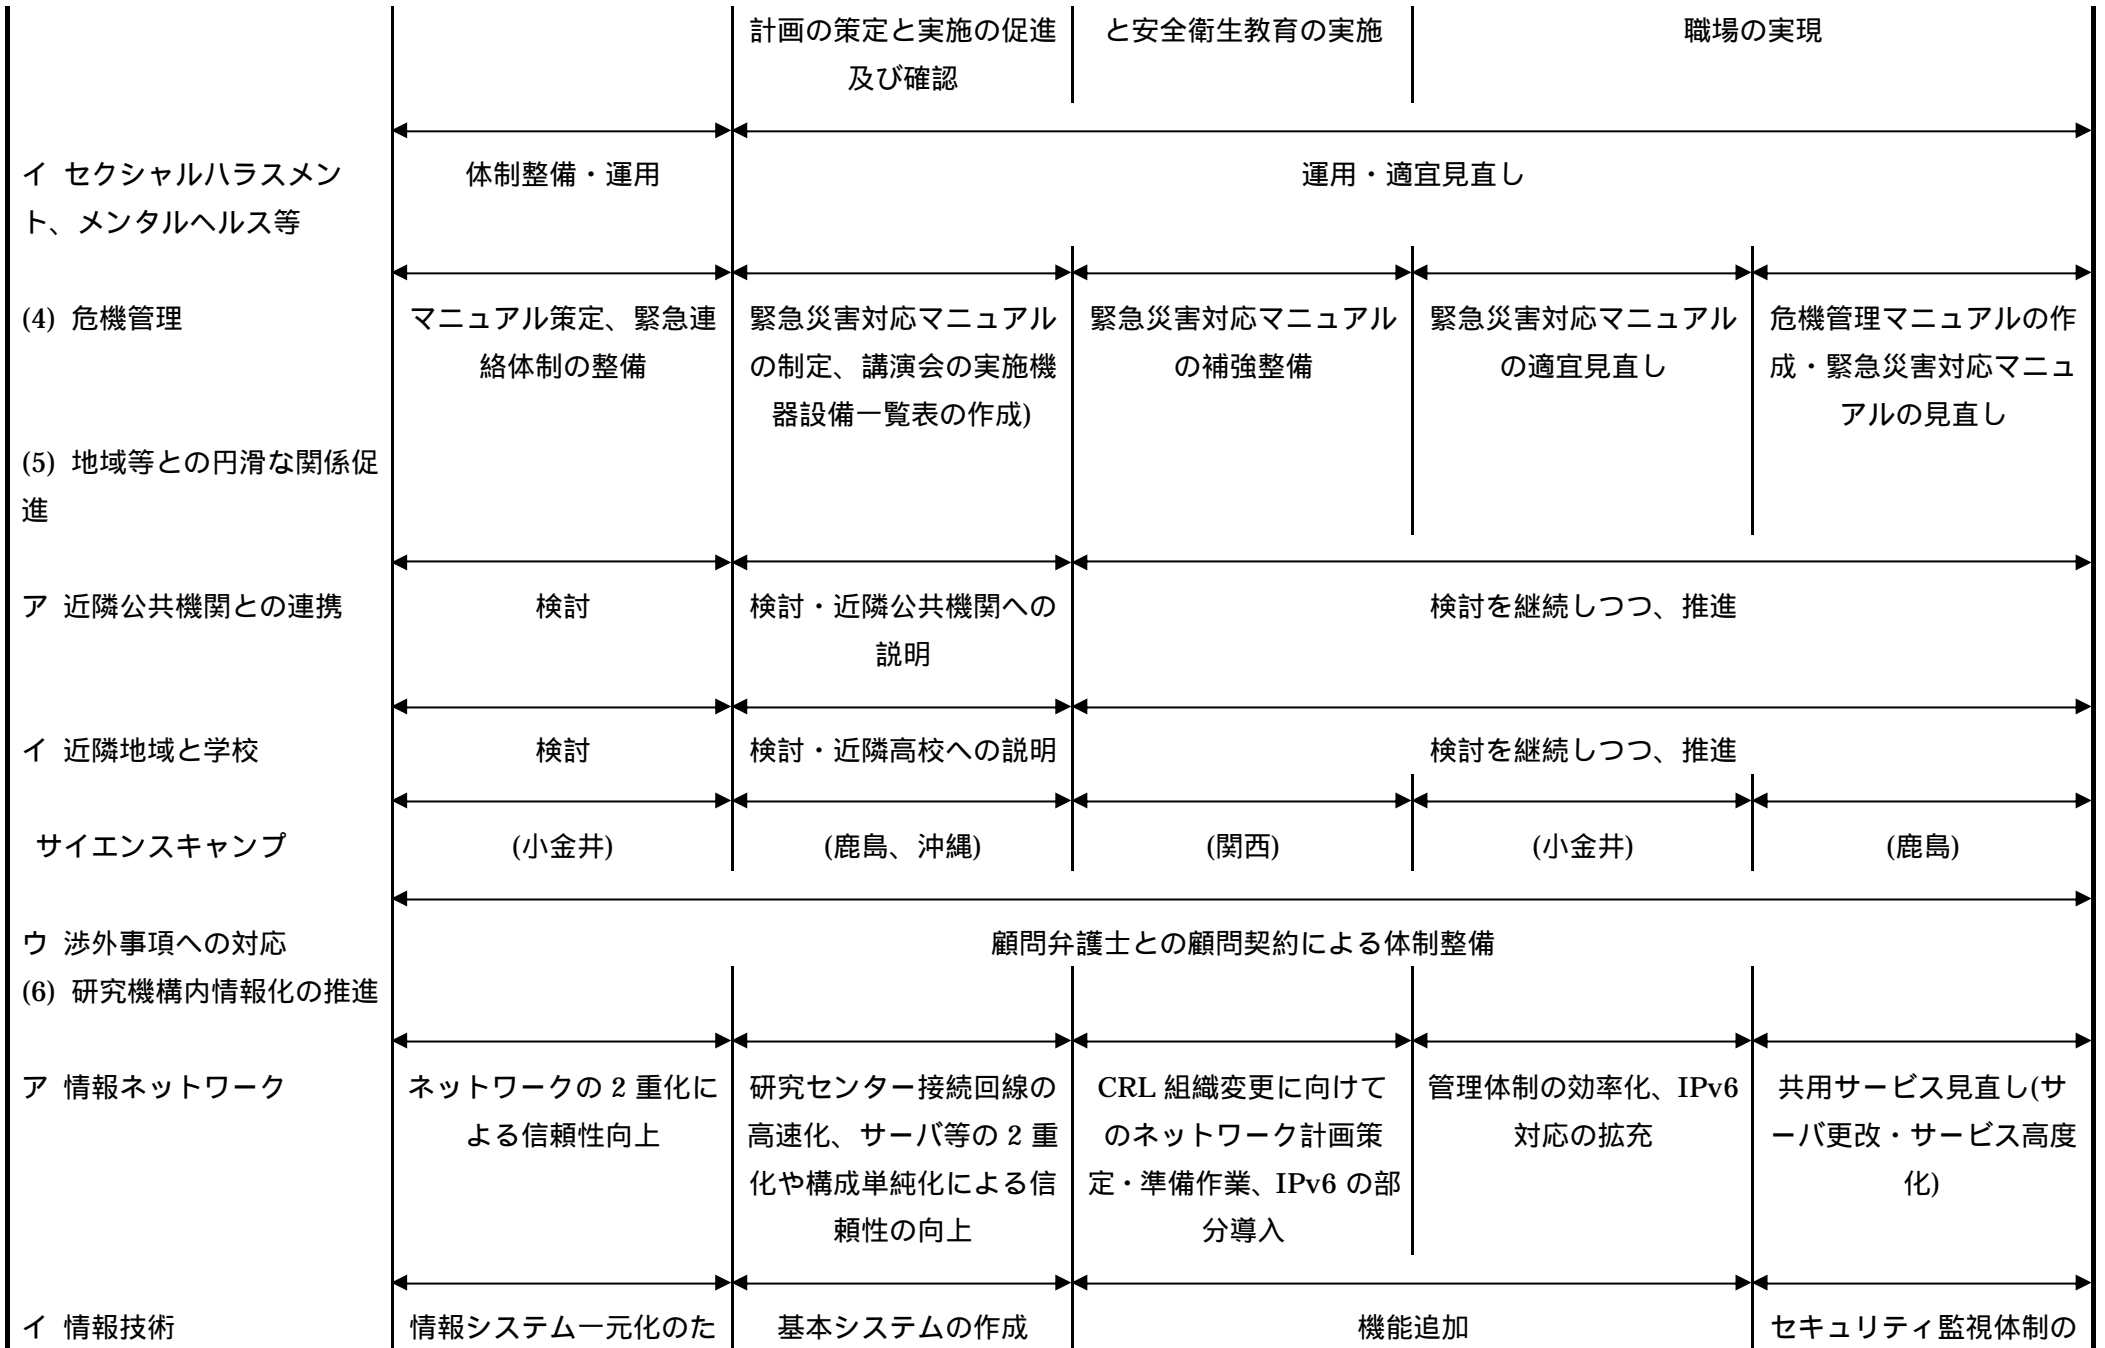 計画の策定と実施の促進
及び確認
と安全衛生教育の実施
職場の実現
イ セクシャルハラスメン
ト、メンタルヘルス等
体制整備・運用
運用・適宜見直し
(4) 危機管理
マニュアル策定、緊急連
絡体制の整備
緊急災害対応マニュアル
の制定、講演会の実施機
器設備一覧表の作成)
緊急災害対応マニュアル
の補強整備
緊急災害対応マニュアル
の適宜見直し
危機管理マニュアルの作
成・緊急災害対応マニュ
アルの見直し
(5) 地域等との円滑な関係促
進
ア 近隣公共機関との連携
検討
検討・近隣公共機関への
説明
検討を継続しつつ、推進
イ 近隣地域と学校
検討
検討・近隣高校への説明
検討を継続しつつ、推進
サイエンスキャンプ
(小金井)
(鹿島、沖縄)
(関西)
(小金井)
(鹿島)
ウ 渉外事項への対応
顧問弁護士との顧問契約による体制整備
(6) 研究機構内情報化の推進
ア 情報ネットワーク
ネットワークの 2 重化に
よる信頼性向上
研究センター接続回線の
高速化、サーバ等の 2 重
化や構成単純化による信
頼性の向上
CRL 組織変更に向けて
のネットワーク計画策
定・準備作業、IPv6 の部
分導入
管理体制の効率化、IPv6
対応の拡充
共用サービス見直し(サ
ーバ更改・サービス高度
化)
イ 情報技術
情報システム一元化のた
基本システムの作成
機能追加
セキュリティ監視体制の